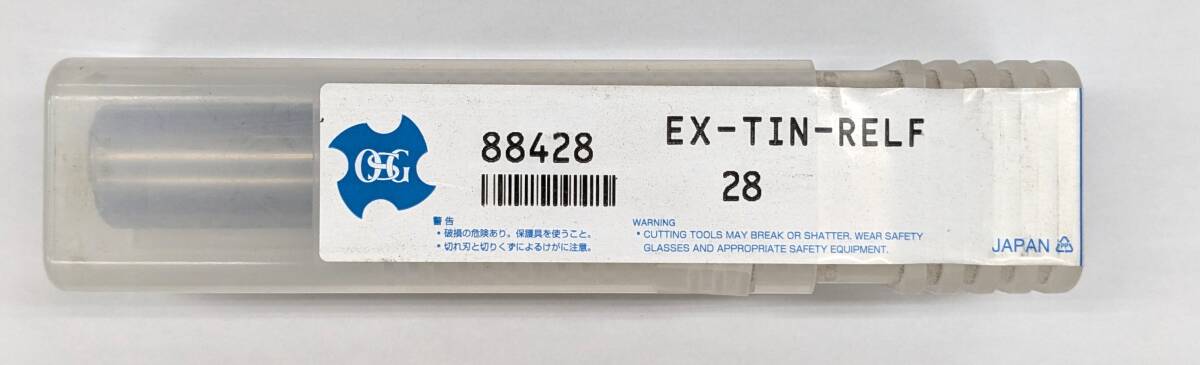 OSG
88428
EX-TIN-RELF
28
警告
・破損の危険あり。保護具を使うこと。
・切れ刃と切りくずによるけがに注意。
WARNING
・CUTTING TOOLS MAY BREAK OR SHATTER. WEAR SAFETY
GLASSES AND APPROPRIATE SAFETY EQUIPMENT.
JAPAN